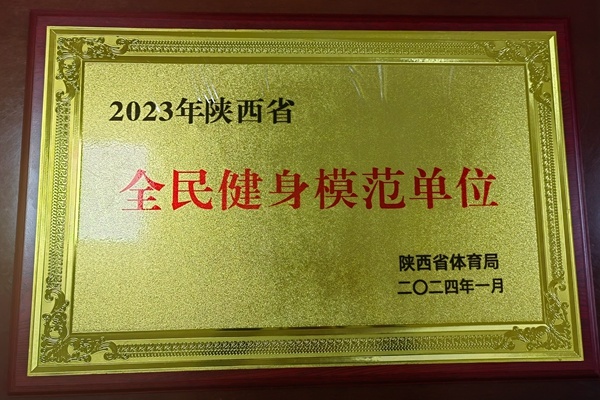 2023年陕西省
全民健身模范单位
陕西省体育局
二〇二四年一月